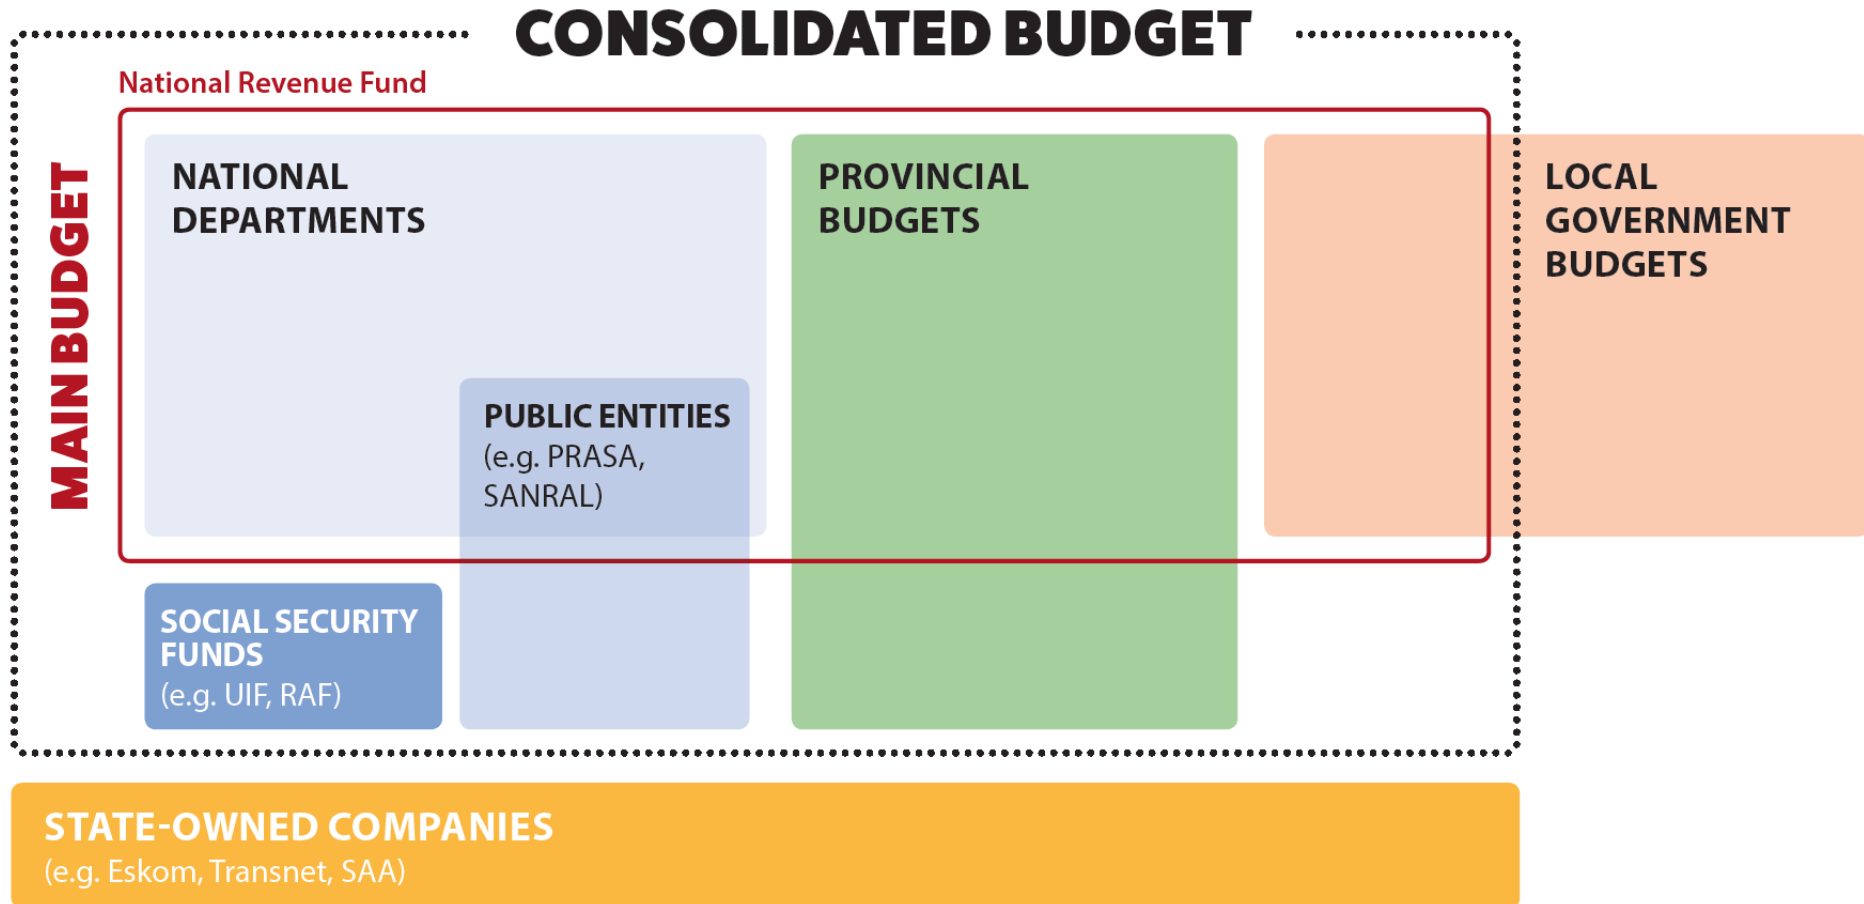 CONSOLIDATED BUDGET
National Revenue Fund
MAIN BUDGET
NATIONAL
DEPARTMENTS
PUBLIC ENTITIES
(e.g. PRASA,
SANRAL)
PROVINCIAL
BUDGETS
LOCAL
GOVERNMENT
BUDGETS
SOCIAL SECURITY
FUNDS
(e.g. UIF, RAF)
STATE-OWNED COMPANIES
(e.g. Eskom, Transnet, SAA)